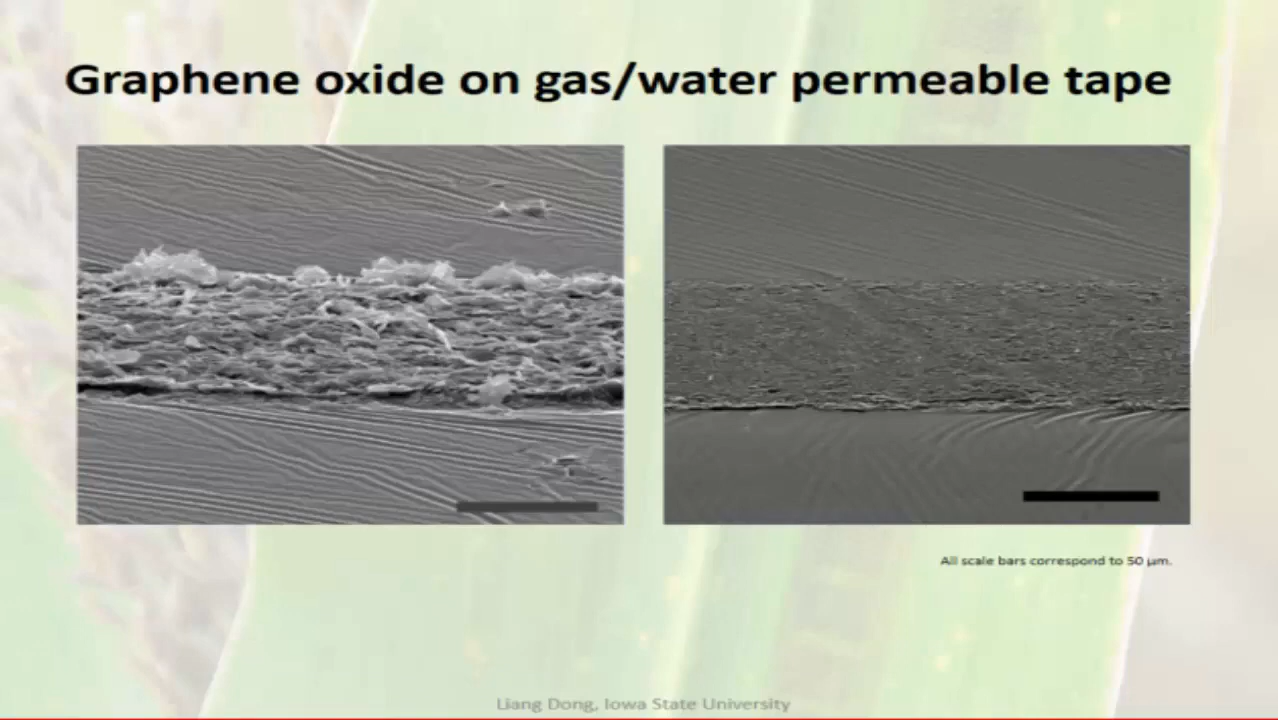 Graphene oxide on gas/water permeable tape
All scale bars correspond to 50 µm.
Liang Dong, Iowa State University